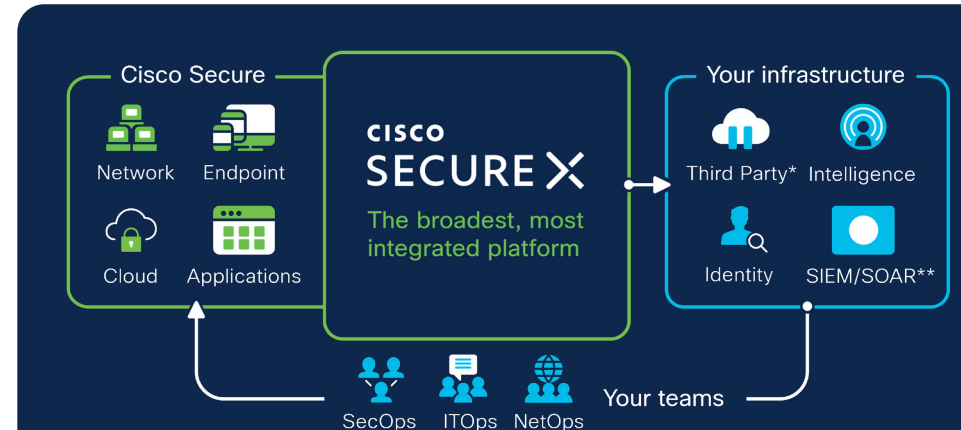 Cisco Secure
Network
Endpoint
Cloud
Applications
CISCO
SECURE X
The broadest, most
integrated platform
Your infrastructure
Third Party*
Intelligence
Identity
SIEM/SOAR**
SecOps
ITOps
NetOps
Your teams